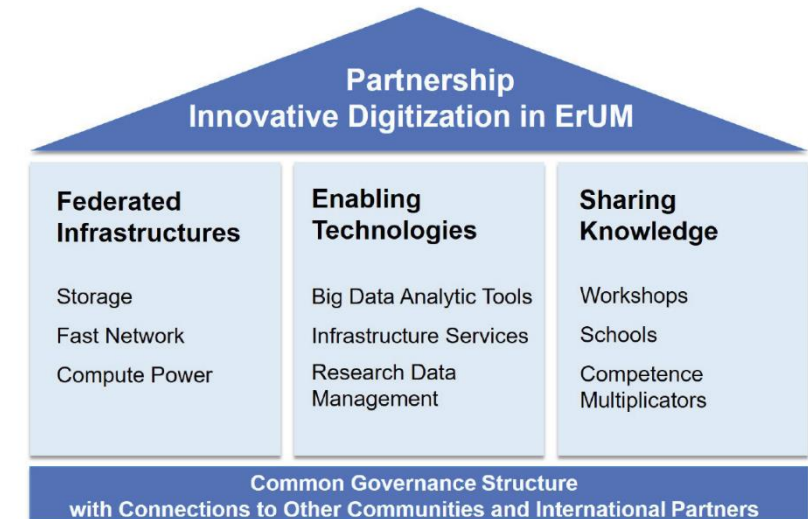 Partnership
Innovative Digitization in ErUM
Federated
Infrastructures
Storage
Fast Network
Compute Power
Enabling
Technologies
Big Data Analytic Tools
Infrastructure Services
Research Data
Management
Sharing
Knowledge
Workshops
Schools
Competence
Multiplicators
Common Governance Structure
with Connections to Other Communities and International Partners